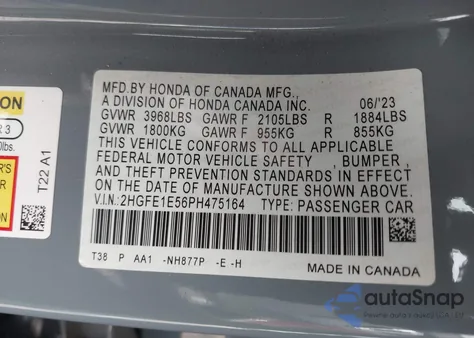 ION
R 3
0lbs.
T22 A1
R'S
R
MFD.BY HONDA OF CANADA MFG.,
A DIVISION OF HONDA CANADA INC. 06/'23
GVWR 3968LBS GAWR F 2105LBS R 1884LBS
GVWR 1800KG GAWR F 955KG R 855KG
THIS VEHICLE CONFORMS TO ALL APPLICABLE
FEDERAL MOTOR VEHICLE SAFETY , BUMPER ,
AND THEFT PREVENTION STANDARDS IN EFFECT
ON THE DATE OF MANUFACTURE SHOWN ABOVE.
V.I.N.:2HGFE1E56PH475164 TYPE: PASSENGER CAR
T38 P AA1 -NH877P -E -H
MADE IN CANADA
autoSnap